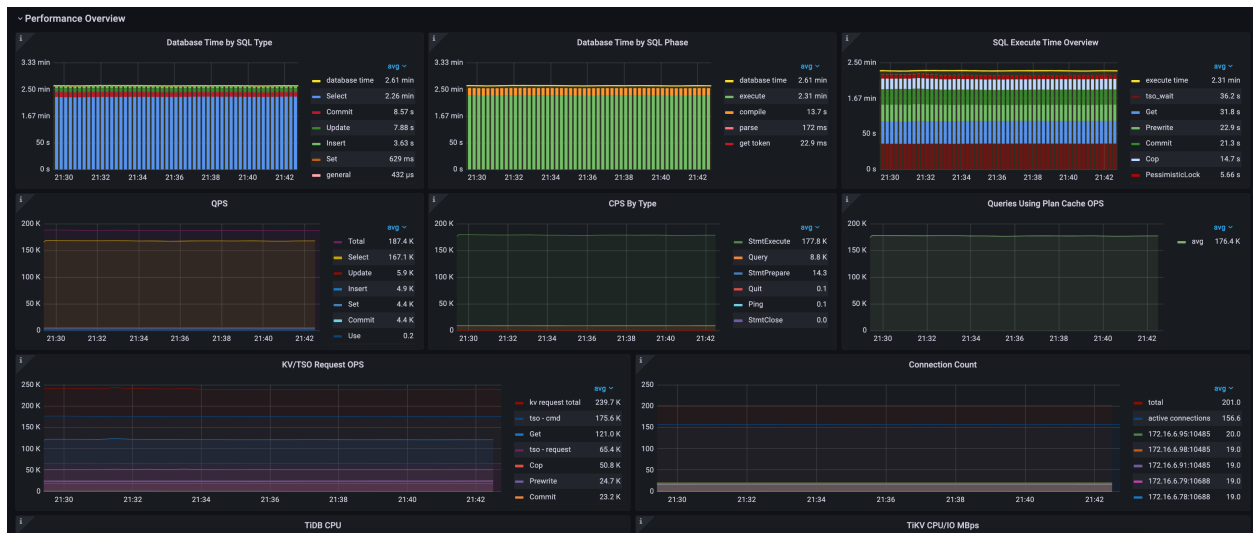 Performance Overview
Database Time by SQL Type
3.33 min
2.50 min
1.67 min
50 s
0 s
21:30 21:32 21:34 21:36 21:38 21:40 21:42
avg
database time 2.61 min
Select 2.26 min
Commit 8.57 s
Update 7.88 s
Insert 3.63 s
Set 629 ms
general 432 µs
Database Time by SQL Phase
3.33 min
2.50 min
1.67 min
50 s
0 s
21:30 21:32 21:34 21:36 21:38 21:40 21:42
avg
database time 2.61 min
execute 2.31 min
compile 13.7 s
parse 172 ms
get token 22.9 ms
SQL Execute Time Overview
2.50 min
1.67 min
50 s
0 s
21:30 21:32 21:34 21:36 21:38 21:40 21:42
avg
execute time 2.31 min
tso_wait 36.2 s
Get 31.8 s
Prewrite 22.9 s
Commit 21.3 s
Cop 14.7 s
PessimisticLock 5.66 s
QPS
200 K
150 K
100 K
50 K
0
21:30 21:32 21:34 21:36 21:38 21:40 21:42
avg
Total 187.4 K
Select 167.1 K
Update 5.9 K
Insert 4.9 K
Set 4.4 K
Commit 4.4 K
Use 0.2
CPS By Type
200 K
150 K
100 K
50 K
0
21:30 21:32 21:34 21:36 21:38 21:40 21:42
avg
StmtExecute 177.8 K
Query 8.8 K
StmtPrepare 14.3
Quit 0.1
Ping 0.1
StmtClose 0.0
Queries Using Plan Cache OPS
200 K
150 K
100 K
50 K
0
21:30 21:32 21:34 21:36 21:38 21:40 21:42
avg
avg 176.4 K
KV/TSO Request OPS
250 K
200 K
150 K
100 K
50 K
0
21:30 21:32 21:34 21:36 21:38 21:40 21:42
avg
kv request total 239.7 K
tso - cmd 175.6 K
Get 121.0 K
tso - request 65.4 K
Cop 50.8 K
Prewrite 24.7 K
Commit 23.2 K
Connection Count
250
200
150
100
50
0
21:30 21:32 21:34 21:36 21:38 21:40 21:42
avg
total 201.0
active connections 156.6
172.16.6.95:10485 20.0
172.16.6.98:10485 19.0
172.16.6.91:10485 19.0
172.16.6.79:10688 19.0
172.16.6.78:10688 19.0
TiDB CPU
TiKV CPU/IO MBps